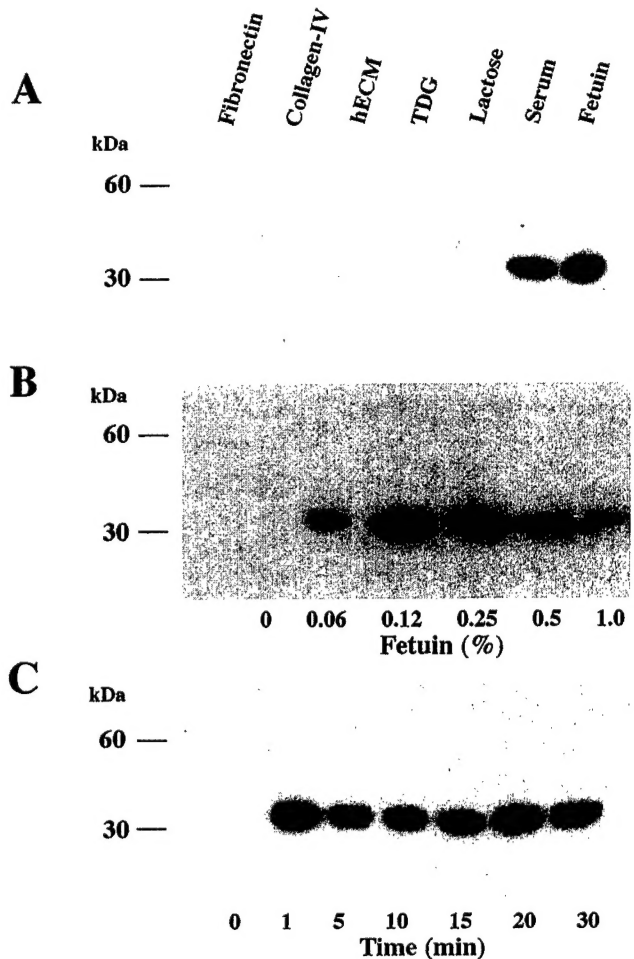 A
Fibronectin
Collagen-IV
hECM
TDG
Lactose
Serum
Fetuin
kDa
60
30
B
kDa
60
30
0 0.06 0.12 0.25 0.5 1.0
Fetuin (%)
C
kDa
60
30
0 1 5 10 15 20 30
Time (min)